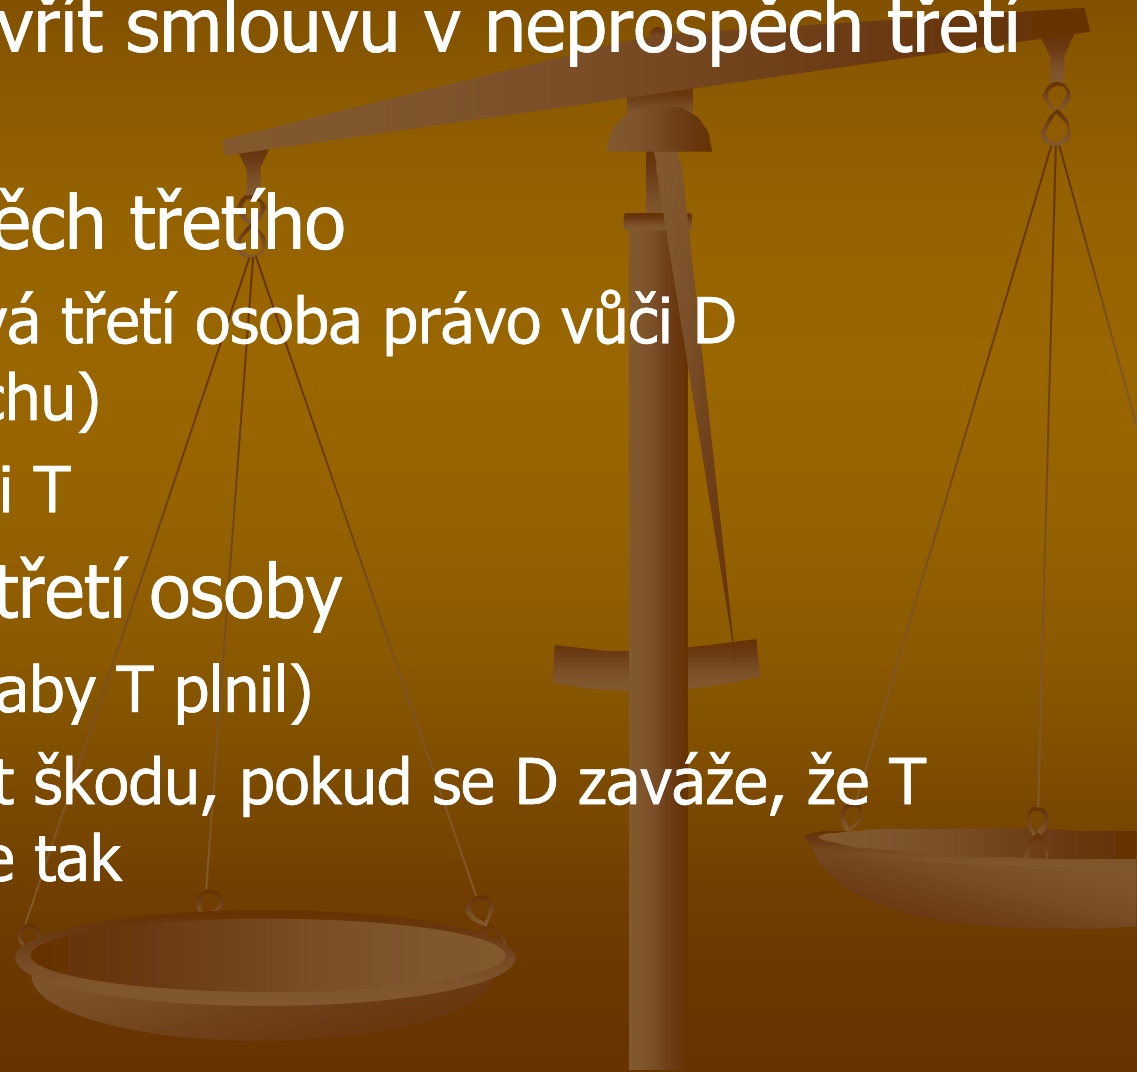 vřít smlouvu v neprospěch třetí
ěch třetího
vá třetí osoba právo vůči D
chu)
i T
třetí osoby
aby T plnil)
t škodu, pokud se D zaváže, že T
e tak